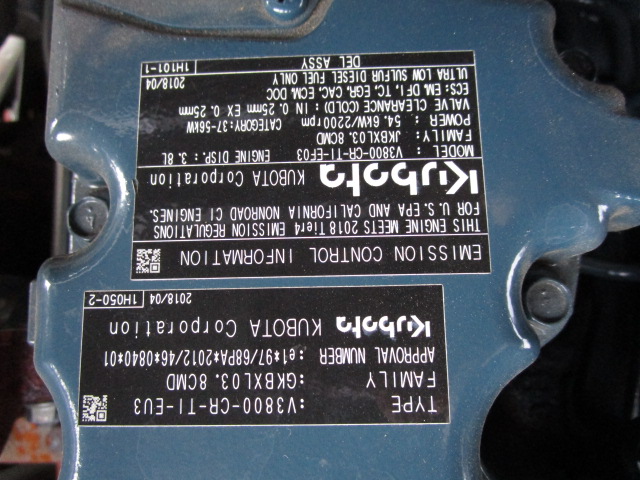 TYPE :V3800-CR-TI-EU3
FAMILY :GKBXL03.8CMD
APPROVAL NUMBER :e1*97/68PA*2012/46*0840*01
Kubota KUBOTA Corporation
2018/04 1H050-2
EMISSION CONTROL INFORMATION
THIS ENGINE MEETS 2018 Tier4 EMISSION REGULATIONS
FOR U.S. EPA AND CALIFORNIA NONROAD CI ENGINES.
Kubota KUBOTA Corporation
MODEL: V3800-CR-TI-EF03 ENGINE DISP.: 3.8L
FAMILY: JKBXL03.8CMD
POWER: 54.6kW/2200rpm CATEGORY:37-56kW
VALVE CLEARANCE (COLD): IN 0.25mm EX 0.25mm
ECS: EM, DFI, TC, EGR, CAC, ECM, DOC
ULTRA LOW SULFUR DIESEL FUEL ONLY 2018/04
DEL ASSY 1H101-1